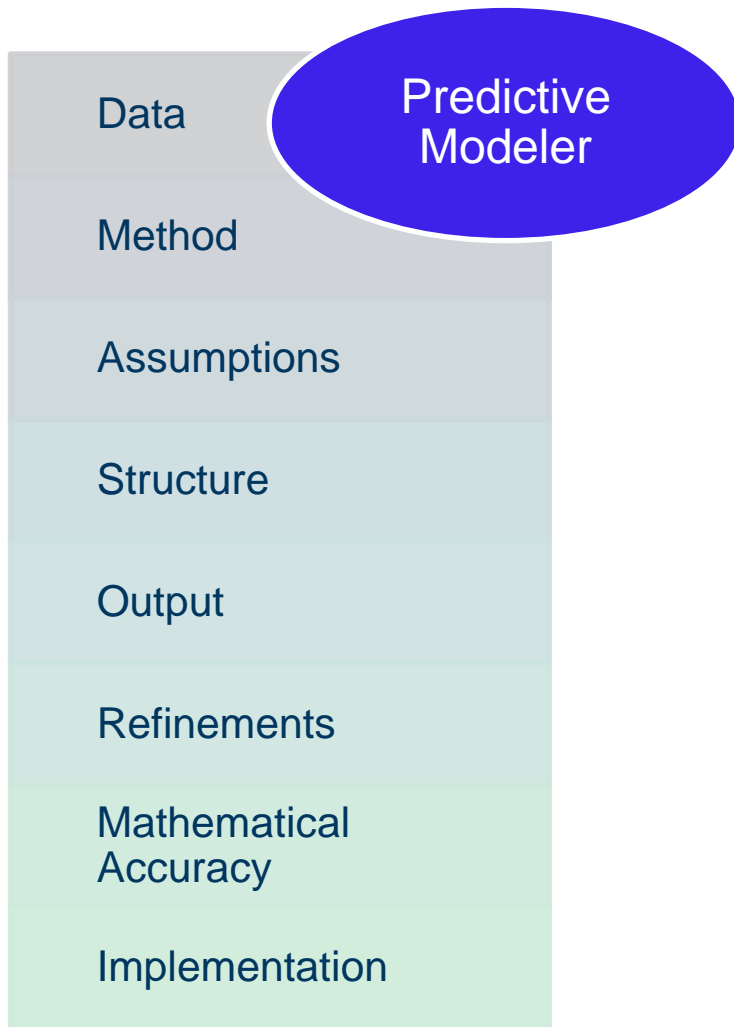 Predictive
Modeler
Data
Method
Assumptions
Structure
Output
Refinements
Mathematical
Accuracy
Implementation